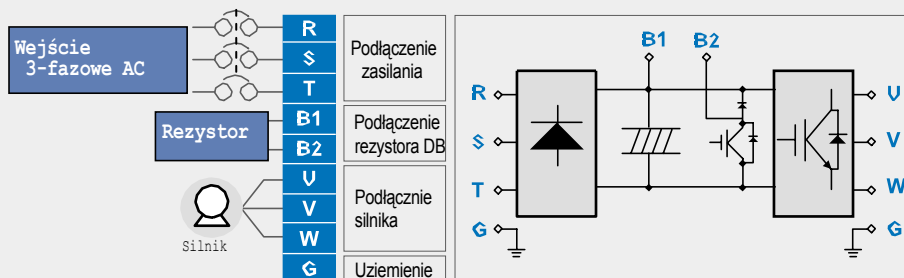 Wejście
3-fazowe AC
R
S
T
Podłączenie
zasilania
Rezystor
B1
B2
Podłączenie
rezystora DB
Silnik
U
V
W
Podłącznie
silnika
G
Uziemienie
B1 B2
R
S
T
G
U
V
W
G